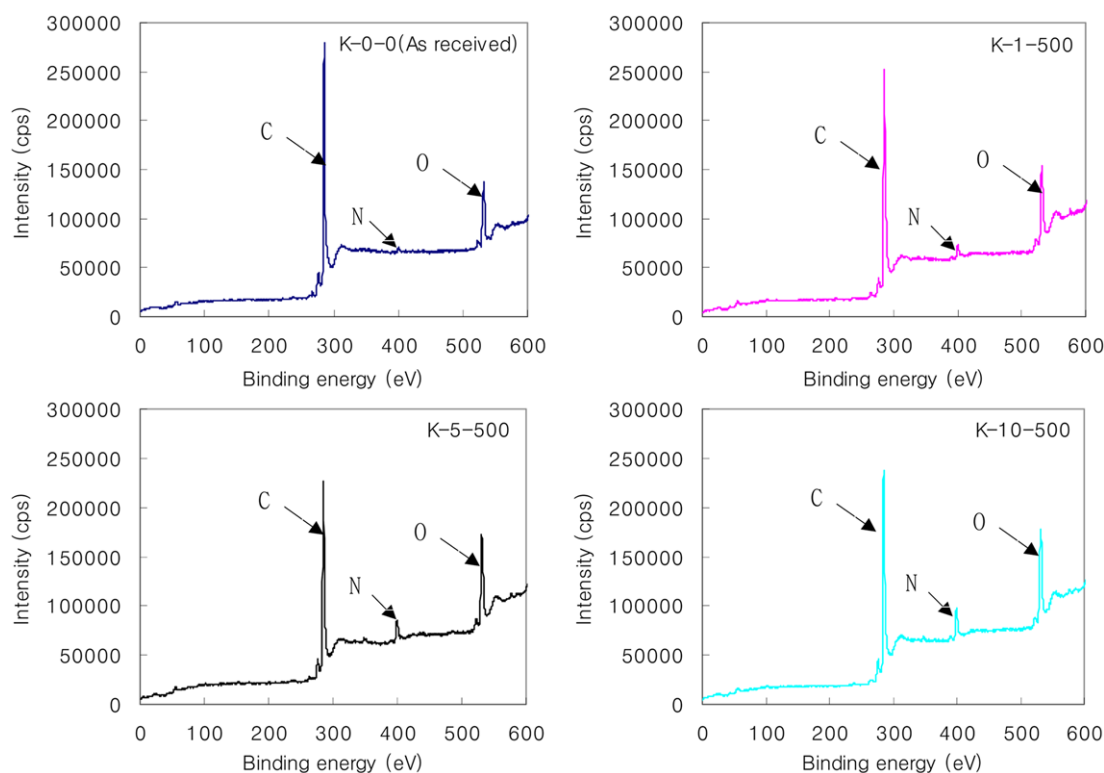 K-0-0(As received)
Intensity (cps)
300000
250000
200000
150000
100000
50000
0
C
N
O
0 100 200 300 400 500 600
Binding energy (eV)
K-1-500
Intensity (cps)
300000
250000
200000
150000
100000
50000
0
C
N
O
0 100 200 300 400 500 600
Binding energy (eV)
K-5-500
Intensity (cps)
300000
250000
200000
150000
100000
50000
0
C
N
O
0 100 200 300 400 500 600
Binding energy (eV)
K-10-500
Intensity (cps)
300000
250000
200000
150000
100000
50000
0
C
N
O
0 100 200 300 400 500 600
Binding energy (eV)